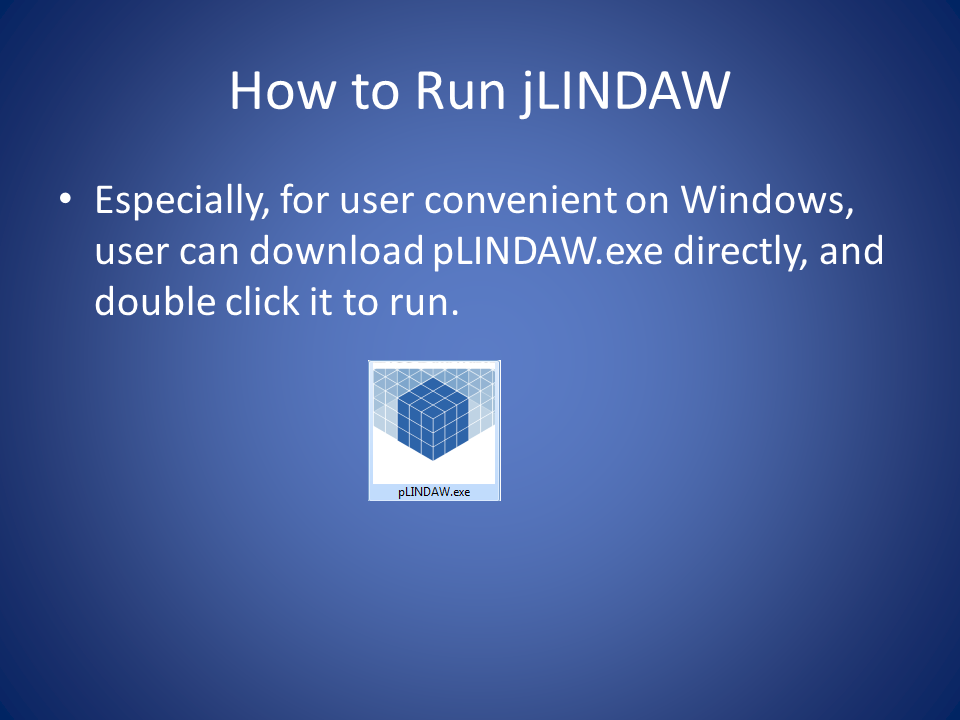 How to Run jLINDAW
• Especially, for user convenient on Windows,
user can download pLINDAW.exe directly, and
double click it to run.
pLINDAW.exe